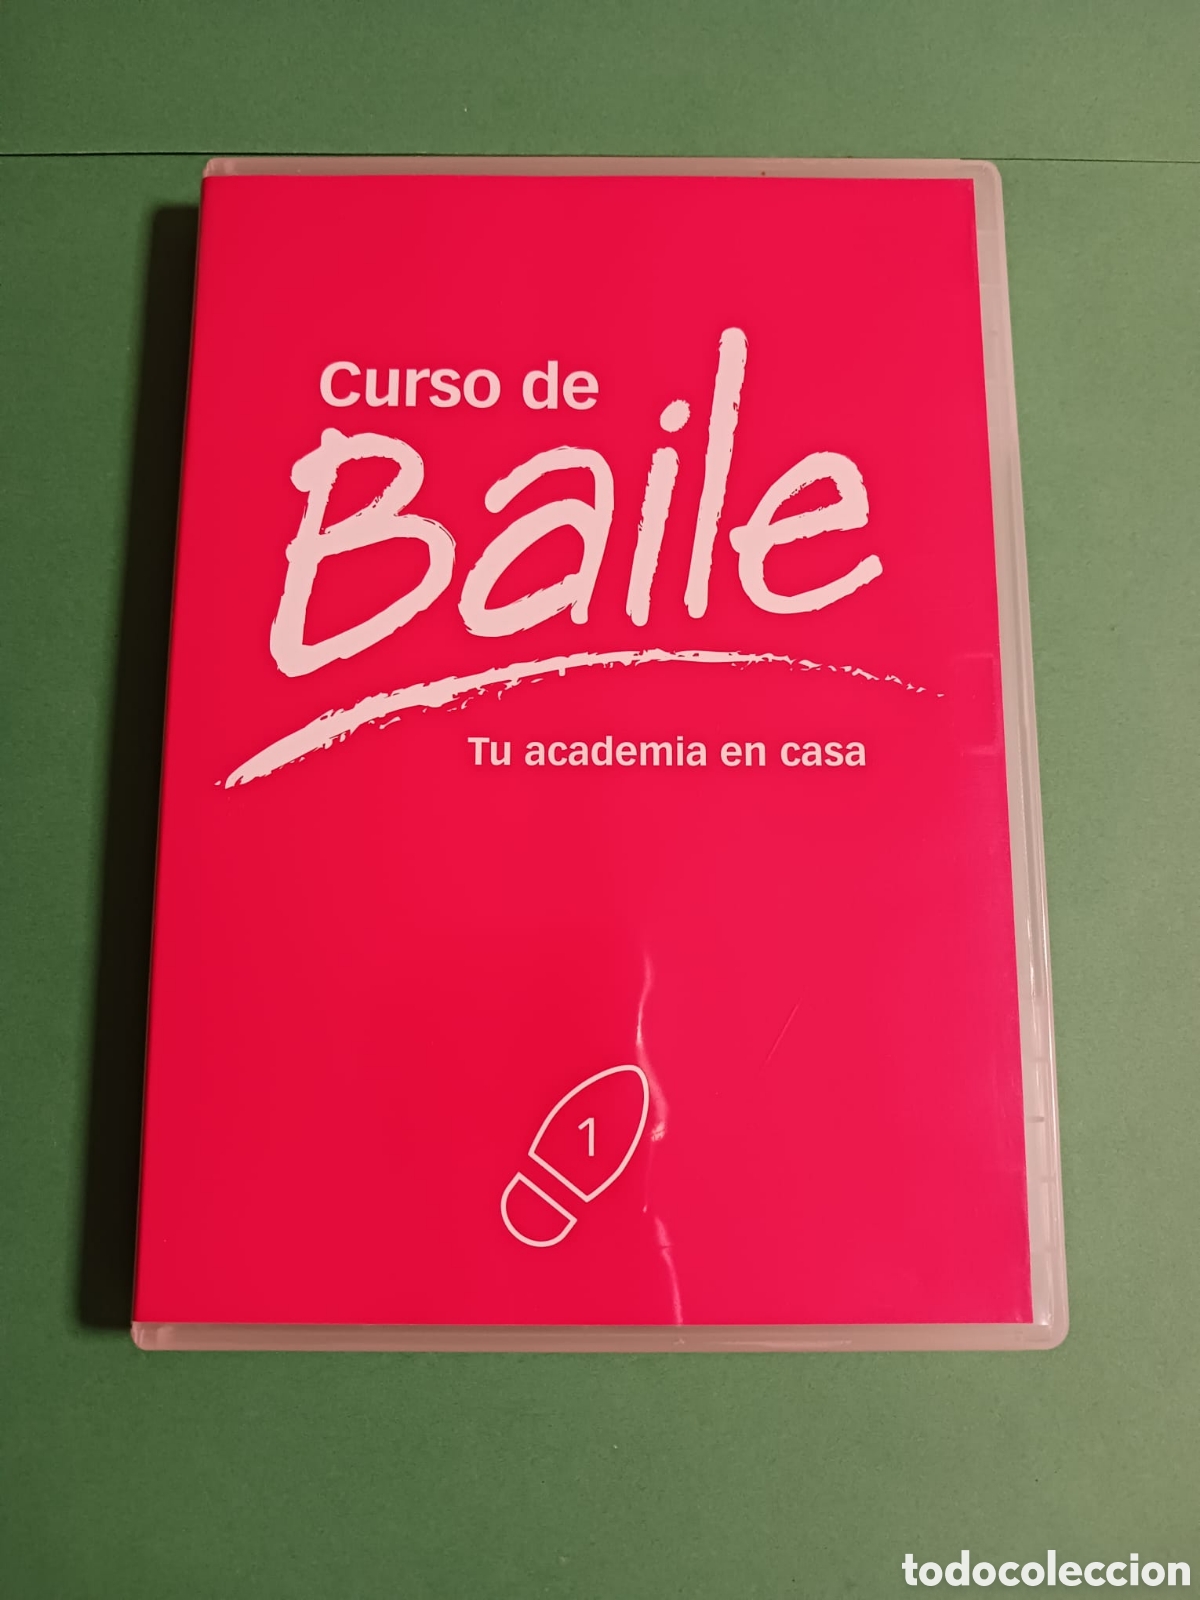 Curso de
Baile
Tu academia en casa
1
todocoleccion